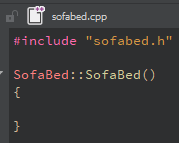 sofabed.cpp
#include "sofabed.h"
SofaBed::SofaBed()
{
}